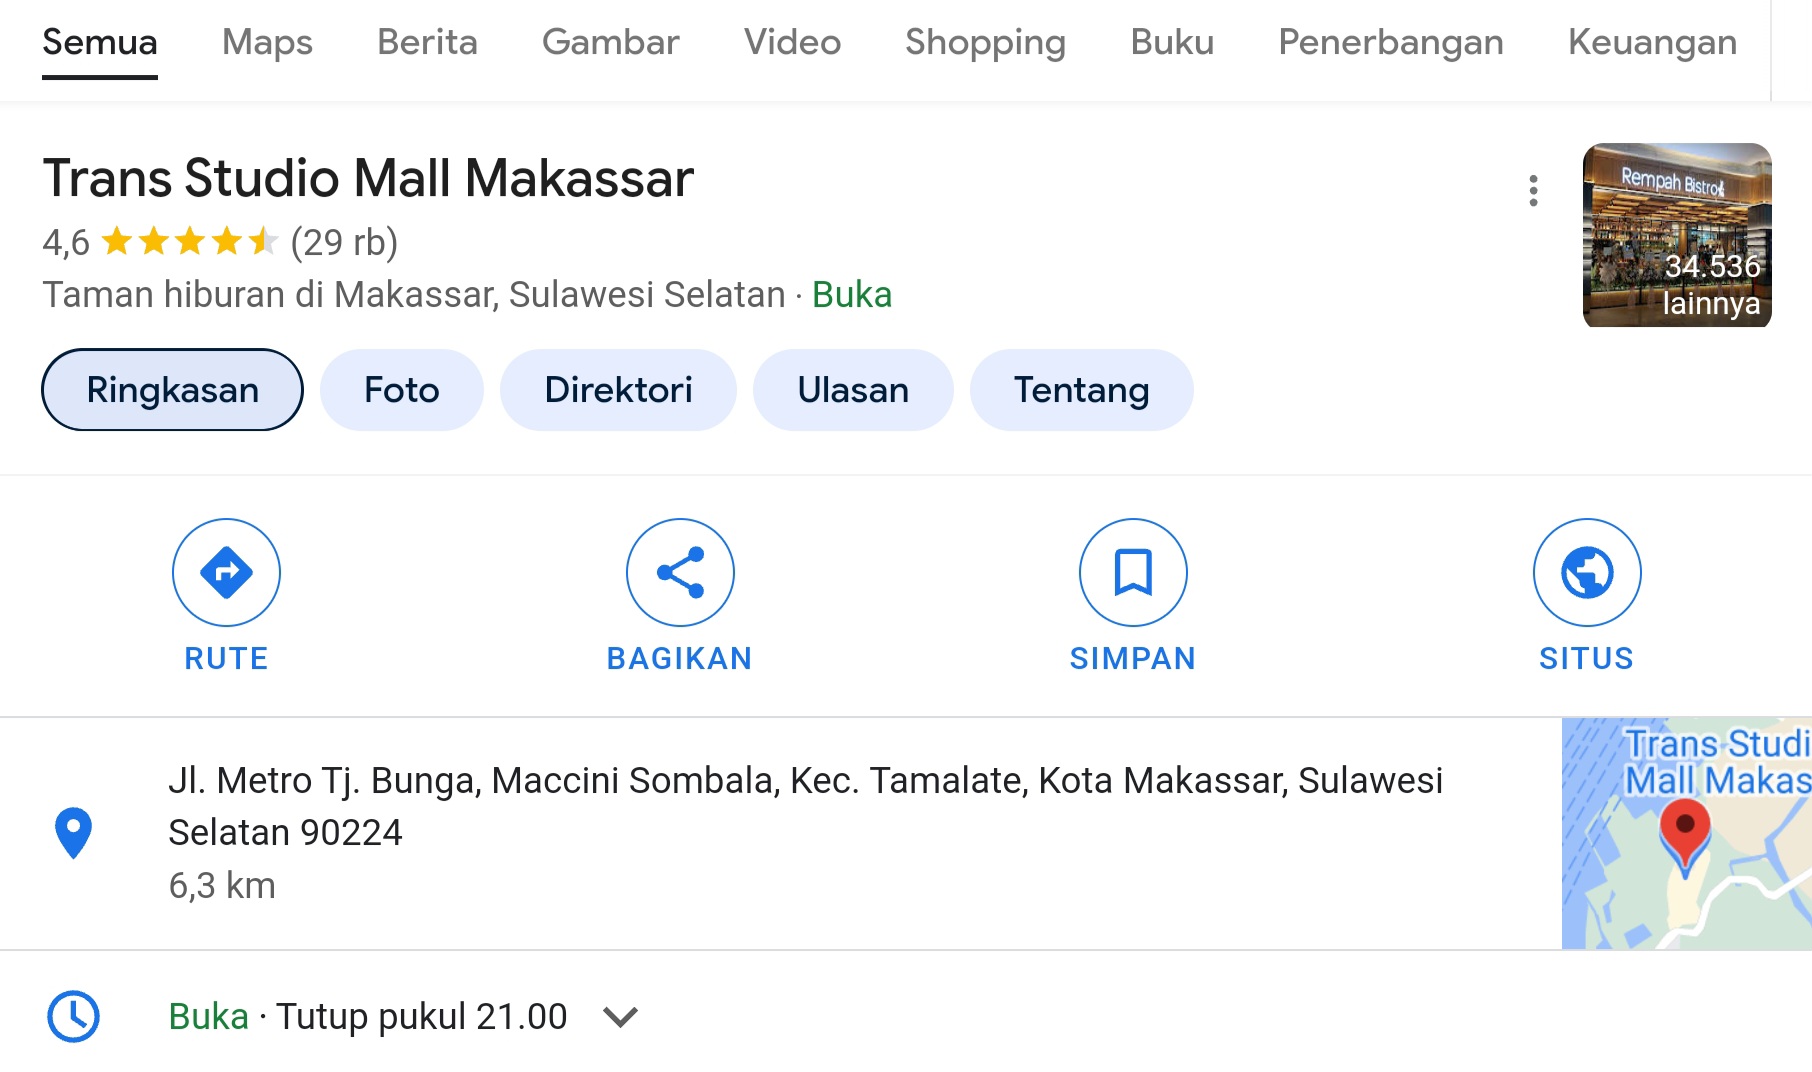 Semua Maps Berita Gambar Video Shopping Buku Penerbangan Keuangan
Trans Studio Mall Makassar
4,6 (29 rb)
Taman hiburan di Makassar, Sulawesi Selatan · Buka
Rempah Bistro
34.536
lainnya
Ringkasan Foto Direktori Ulasan Tentang
RUTE BAGIKAN SIMPAN SITUS
Jl. Metro Tj. Bunga, Maccini Sombala, Kec. Tamalate, Kota Makassar, Sulawesi
Selatan 90224
6,3 km
Trans Studi
Mall Makas
Buka · Tutup pukul 21.00